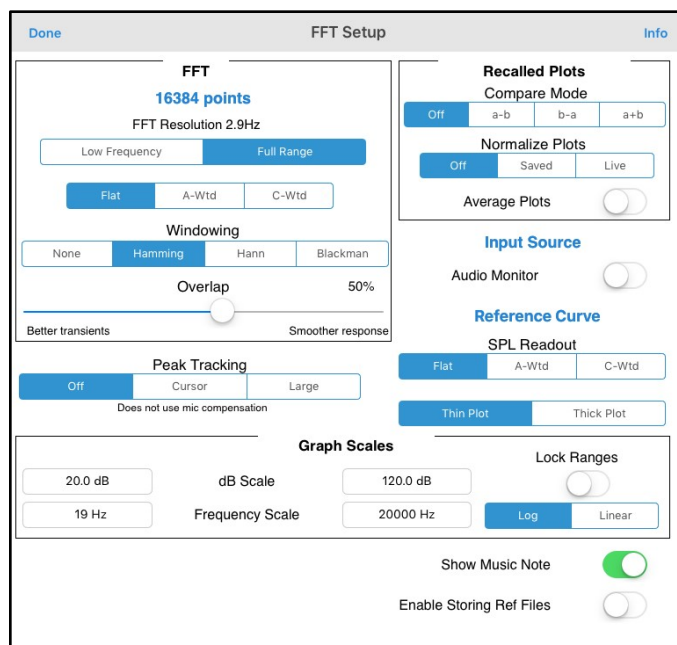 Done
FFT Setup
Info
FFT
16384 points
FFT Resolution 2.9Hz
Low Frequency
Full Range
Flat
A-Wtd
C-Wtd
Windowing
None
Hamming
Hann
Blackman
Overlap
50%
Better transients
Smoother response
Peak Tracking
Off
Cursor
Large
Does not use mic compensation
Recalled Plots
Compare Mode
Off
a-b
b-a
a+b
Normalize Plots
Off
Saved
Live
Average Plots
Input Source
Audio Monitor
Reference Curve
SPL Readout
Flat
A-Wtd
C-Wtd
Thin Plot
Thick Plot
Graph Scales
Lock Ranges
20.0 dB
dB Scale
120.0 dB
19 Hz
Frequency Scale
20000 Hz
Log
Linear
Show Music Note
Enable Storing Ref Files